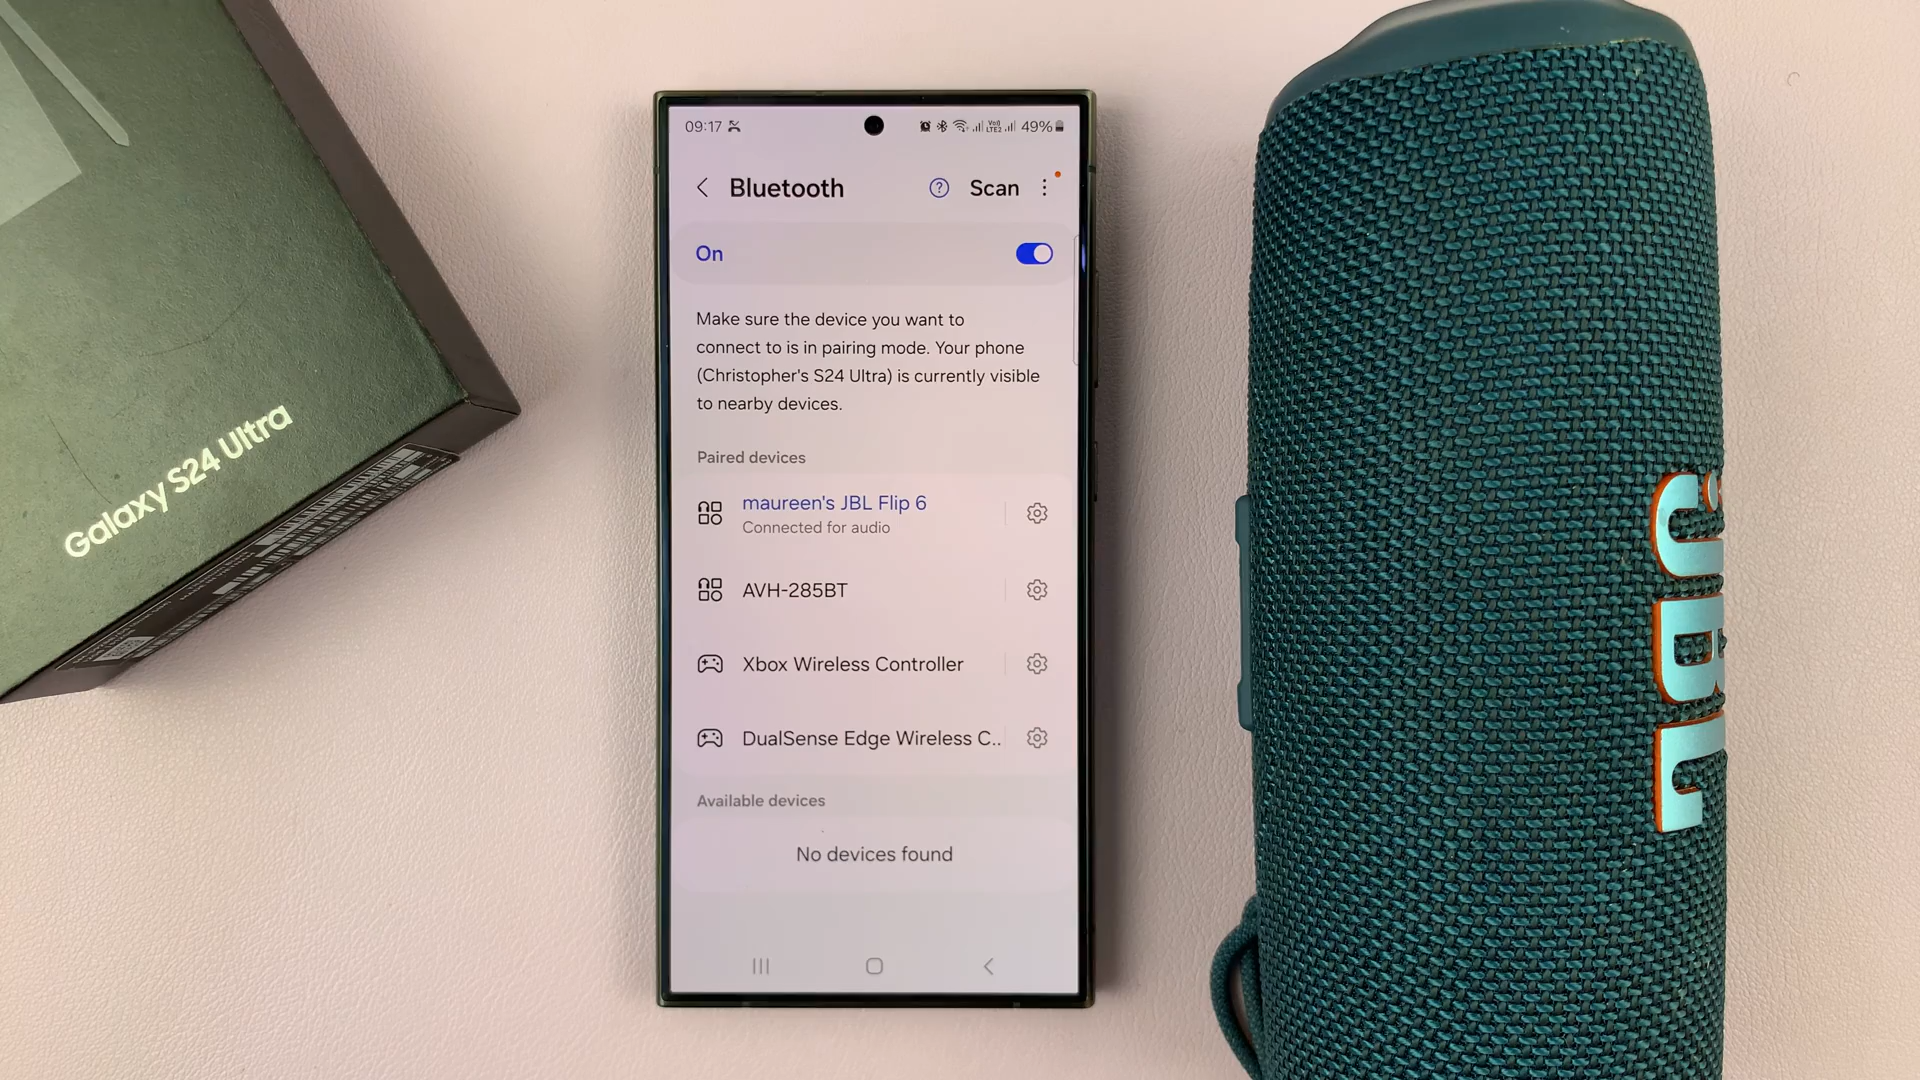 Galaxy S24 Ultra
09:17
Vo))
LTE2
49%
Bluetooth
Scan
On
Make sure the device you want to
connect to is in pairing mode. Your phone
(Christopher's S24 Ultra) is currently visible
to nearby devices.
Paired devices
maureen's JBL Flip 6
Connected for audio
AVH-285BT
Xbox Wireless Controller
DualSense Edge Wireless C..
Available devices
No devices found
JBL